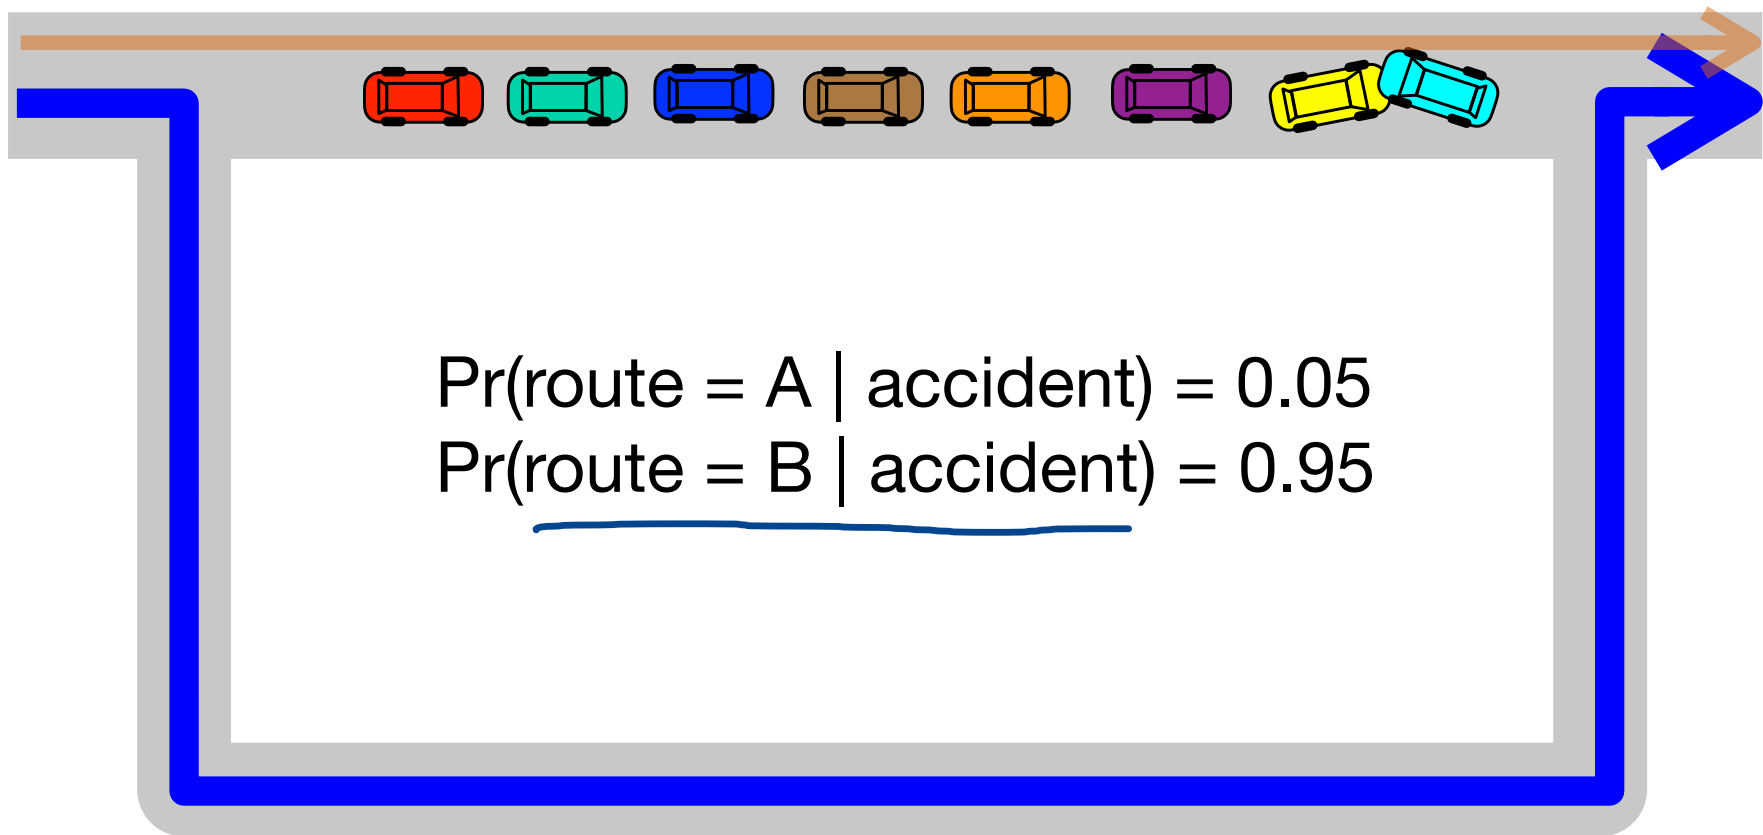 Pr(route = A | accident) = 0.05
Pr(route = B | accident) = 0.95